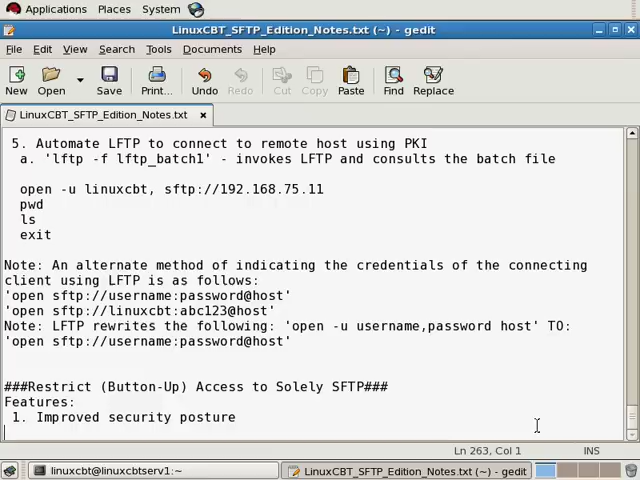 Applications Places System
LinuxCBT_SFTP_Edition_Notes.txt (~) - gedit
File Edit View Search Tools Documents Help
New Open Save Print... Undo Redo Cut Copy Paste Find Replace
LinuxCBT_SFTP_Edition_Notes.txt
5. Automate LFTP to connect to remote host using PKI
a. 'lftp -f lftp_batch1' - invokes LFTP and consults the batch file
open -u linuxcbt, sftp://192.168.75.11
pwd
ls
exit
Note: An alternate method of indicating the credentials of the connecting
client using LFTP is as follows:
'open sftp://username:password@host'
'open sftp://linuxcbt:abc123@host'
Note: LFTP rewrites the following: 'open -u username,password host' TO:
'open sftp://username:password@host'
###Restrict (Button-Up) Access to Solely SFTP###
Features:
1. Improved security posture
Ln 263, Col 1 INS
linuxcbt@linuxcbtserv1:~ LinuxCBT_SFTP_Edition_Notes.txt (~) - gedit